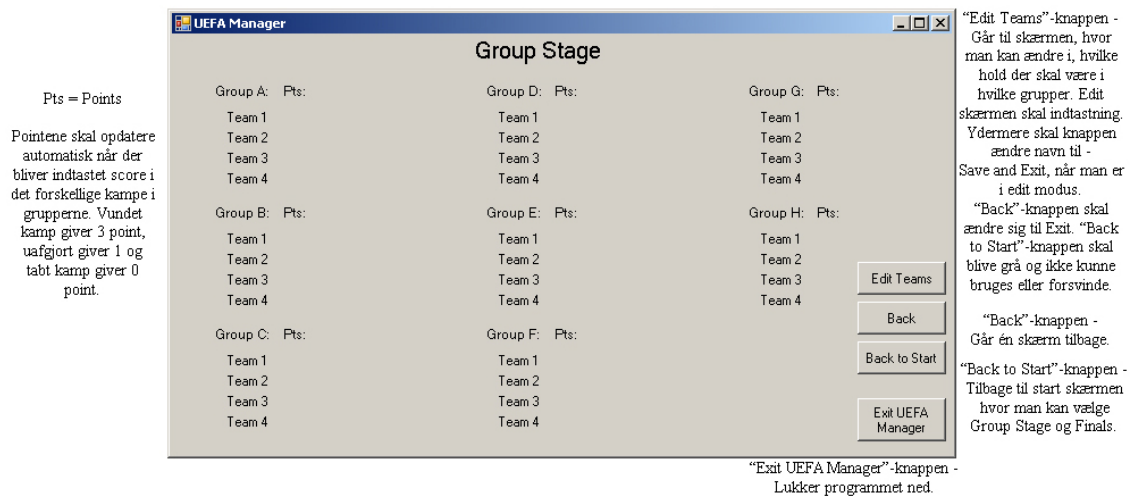 UEFA Manager
Group Stage
Group A: Pts:
Team 1
Team 2
Team 3
Team 4
Group B: Pts:
Team 1
Team 2
Team 3
Team 4
Group C: Pts:
Team 1
Team 2
Team 3
Team 4
Group D: Pts:
Team 1
Team 2
Team 3
Team 4
Group E: Pts:
Team 1
Team 2
Team 3
Team 4
Group F: Pts:
Team 1
Team 2
Team 3
Team 4
Group G: Pts:
Team 1
Team 2
Team 3
Team 4
Group H: Pts:
Team 1
Team 2
Team 3
Team 4
Edit Teams
Back
Back to Start
Exit UEFA
Manager
Pts = Points
Pointene skal opdatere
automatisk når der
bliver indtastet score i
det forskellige kampe i
grupperne. Vundet
kamp giver 3 point,
uafgjort giver 1 og
tabt kamp giver 0
point.
“Edit Teams”-knappen -
Går til skærmen, hvor
man kan ændre i, hvilke
hold der skal være i
hvilke grupper. Edit
skærmen skal indtastning.
Ydermere skal knappen
ændre navn til -
Save and Exit, når man er
i edit modus.
“Back”-knappen skal
ændre sig til Exit. “Back
to Start”-knappen skal
blive grå og ikke kunne
bruges eller forsvinde.
“Back”-knappen -
Går én skærm tilbage.
“Back to Start”-knappen -
Tilbage til start skærmen
hvor man kan vælge
Group Stage og Finals.
“Exit UEFA Manager”-knappen -
Lukker programmet ned.